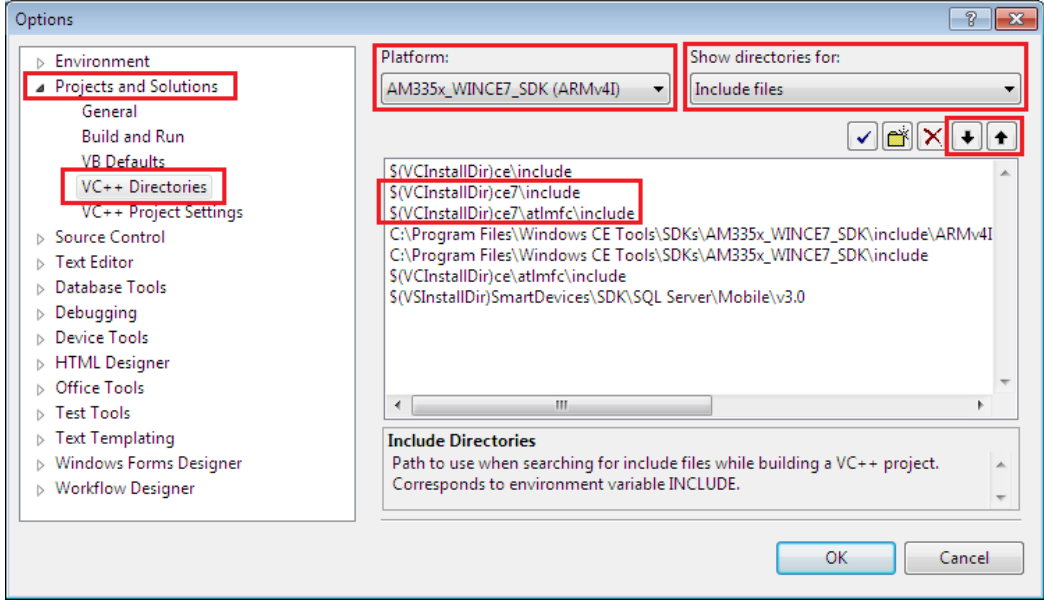 Options
Environment
Projects and Solutions
General
Build and Run
VB Defaults
VC++ Directories
VC++ Project Settings
Source Control
Text Editor
Database Tools
Debugging
Device Tools
HTML Designer
Office Tools
Test Tools
Text Templating
Windows Forms Designer
Workflow Designer
Platform:
AM335x_WINCE7_SDK (ARMv4I)
Show directories for:
Include files
$(VCInstallDir)ce\include
$(VCInstallDir)ce7\include
$(VCInstallDir)ce7\atlmfc\include
C:\Program Files\Windows CE Tools\SDKs\AM335x_WINCE7_SDK\include\ARMv4I
C:\Program Files\Windows CE Tools\SDKs\AM335x_WINCE7_SDK\include
$(VCInstallDir)ce\atlmfc\include
$(VSInstallDir)SmartDevices\SDK\SQL Server\Mobile\v3.0
Include Directories
Path to use when searching for include files while building a VC++ project.
Corresponds to environment variable INCLUDE.
OK
Cancel